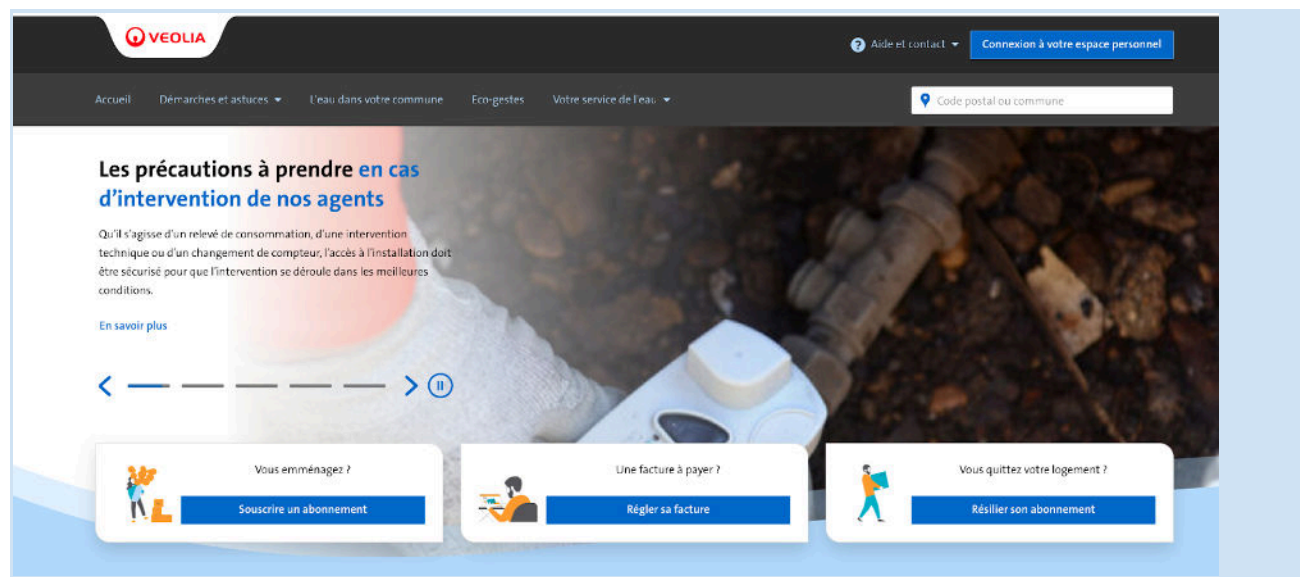 VEOLIA
Aide et contact
Connexion à votre espace personnel
Accueil
Démarches et astuces
L'eau dans votre commune
Eco-gestes
Votre service de l'eau
Code postal ou commune
Les précautions à prendre en cas
d'intervention de nos agents
Qu'il s'agisse d'un relevé de consommation, d'une intervention
technique ou d'un changement de compteur, l'accès à l'installation doit
être sécurisé pour que l'intervention se déroule dans les meilleures
conditions.
En savoir plus
Vous emménagez ?
Souscrire un abonnement
Une facture à payer ?
Régler sa facture
Vous quittez votre logement ?
Résilier son abonnement